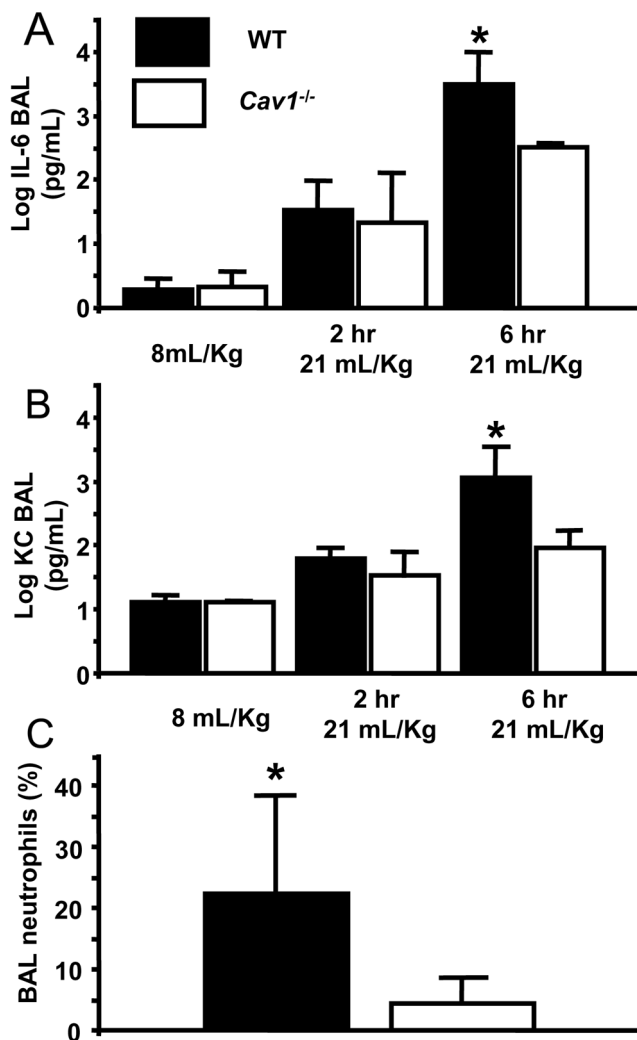 A
WT
Cav1-/-
Log IL-6 BAL
(pg/mL)
4
3
2
1
0
*
8mL/Kg
2 hr
21 mL/Kg
6 hr
21 mL/Kg
B
Log KC BAL
(pg/mL)
4
3
2
1
0
*
8 mL/Kg
2 hr
21 mL/Kg
6 hr
21 mL/Kg
C
BAL neutrophils (%)
40
30
20
10
0
*